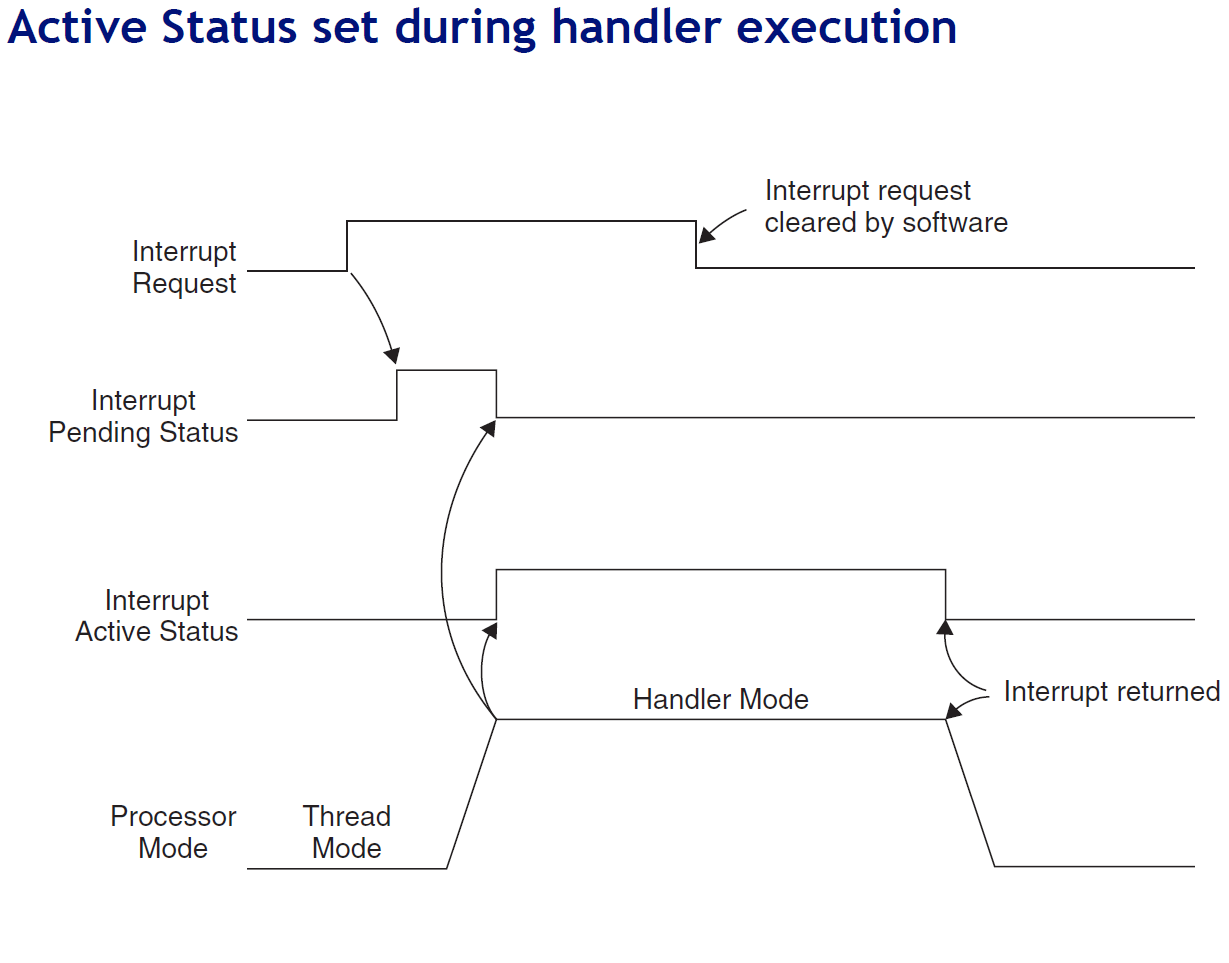 Active Status set during handler execution
Interrupt request
cleared by software
Interrupt
Request
Interrupt
Pending Status
Interrupt
Active Status
Handler Mode
Interrupt returned
Processor
Mode
Thread
Mode